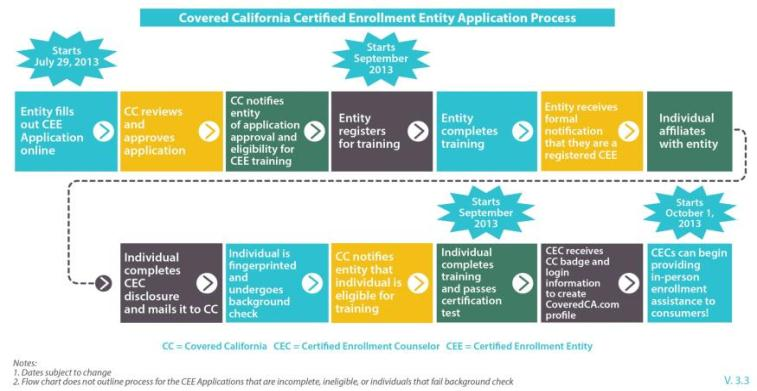 Covered California Certified Enrollment Entity Application Process
Starts
July 29, 2013
Starts
September
2013
Entity fills
out CEE
Application
online
CC reviews
and
approves
application
CC notifies
entity
of application
approval and
eligibility for
CEE training
Entity
registers
for training
Entity
completes
training
Entity receives
formal
notification
that they are a
registered CEE
Individual
affiliates
with entity
Starts
September
2013
Starts
October 1,
2013
Individual
completes
CEC
disclosure
and mails it to CC
Individual is
fingerprinted
and
undergoes
background
check
CC notifies
entity that
individual is
eligible for
training
Individual
completes
training
and passes
certification
test
CEC receives
CC badge and
login
information
to create
CoveredCA.com
profile
CECs can begin
providing
in-person
enrollment
assistance to
consumers!
CC = Covered California CEC = Certified Enrollment Counselor CEE = Certified Enrollment Entity
Notes:
1. Dates subject to change
2. Flow chart does not outline process for the CEE Applications that are incomplete, ineligible, or individuals that fail background check
V. 3.3